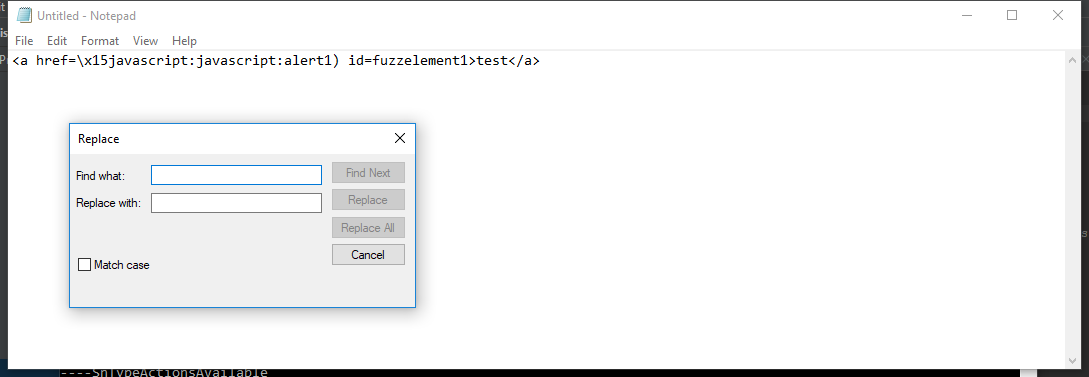 Untitled - Notepad
File Edit Format View Help
<a href=\x15javascript:javascript:alert1) id=fuzzelement1>test</a>
Replace
Find what:
Find Next
Replace with:
Replace
Replace All
Cancel
Match case
----ShTypeActionsAvailable